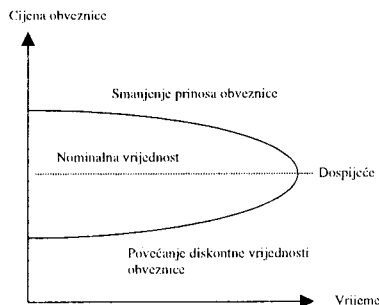 Cijena obveznice
Smanjenje prinosa obveznice
Nominalna vrijednost
Dospijeće
Povećanje diskontne vrijednosti
obveznice
Vrijeme